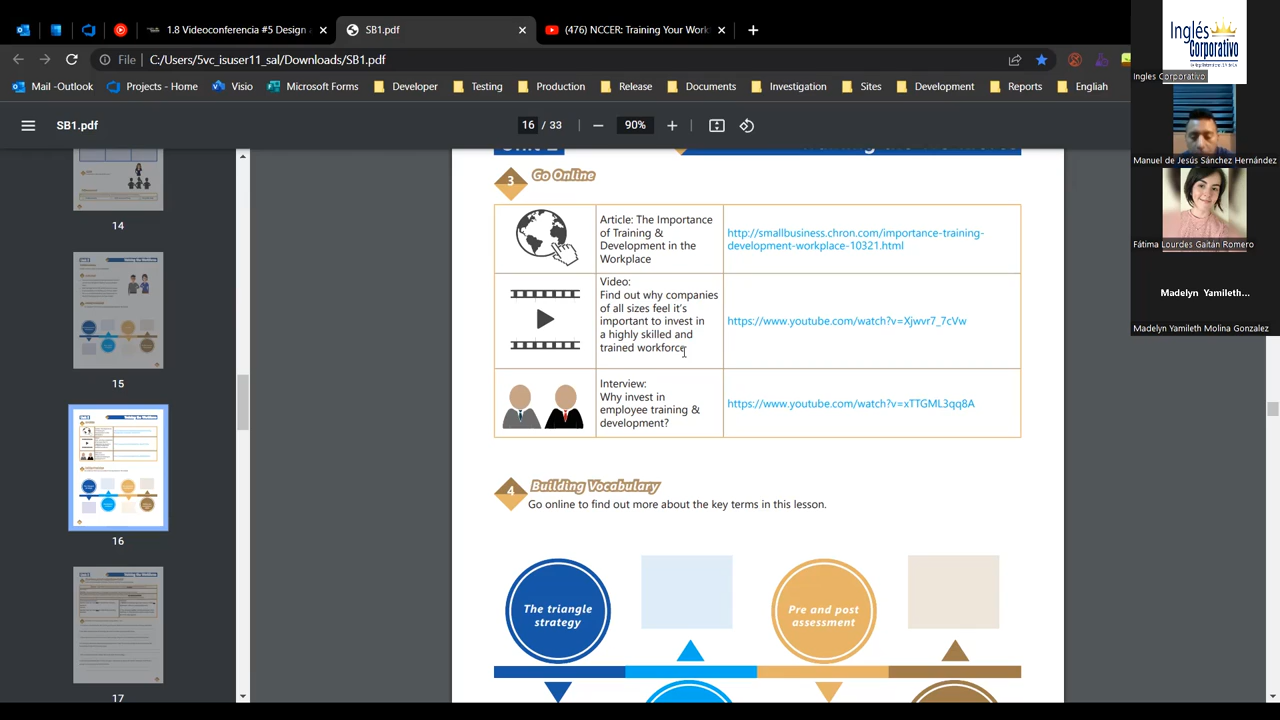 1.8 Videoconferencia #5 Design
SB1.pdf
(476) NCCER: Training Your Work
File
C:/Users/5vc_isuser11_sal/Downloads/SB1.pdf
Mail -Outlook
Projects - Home
Visio
Microsoft Forms
Developer
Testing
Production
Release
Documents
Investigation
Sites
Development
Reports
Engliah
SB1.pdf
16 / 33
90%
14
15
16
17
3
Go Online
Article: The Importance
of Training &
Development in the
Workplace
http://smallbusiness.chron.com/importance-training-
development-workplace-10321.html
Video:
Find out why companies
of all sizes feel it's
important to invest in
a highly skilled and
trained workforce
https://www.youtube.com/watch?v=Xjwvr7_7cVw
Interview:
Why invest in
employee training &
development?
https://www.youtube.com/watch?v=xTTGML3qq8A
4
Building Vocabulary
Go online to find out more about the key terms in this lesson.
The triangle
strategy
Pre and post
assessment
Inglés
Corporativo
Ingles Corporativo
Manuel de Jesús Sánchez Hernández
Fátima Lourdes Gaitán Romero
Madelyn Yamileth...
Madelyn Yamileth Molina Gonzalez